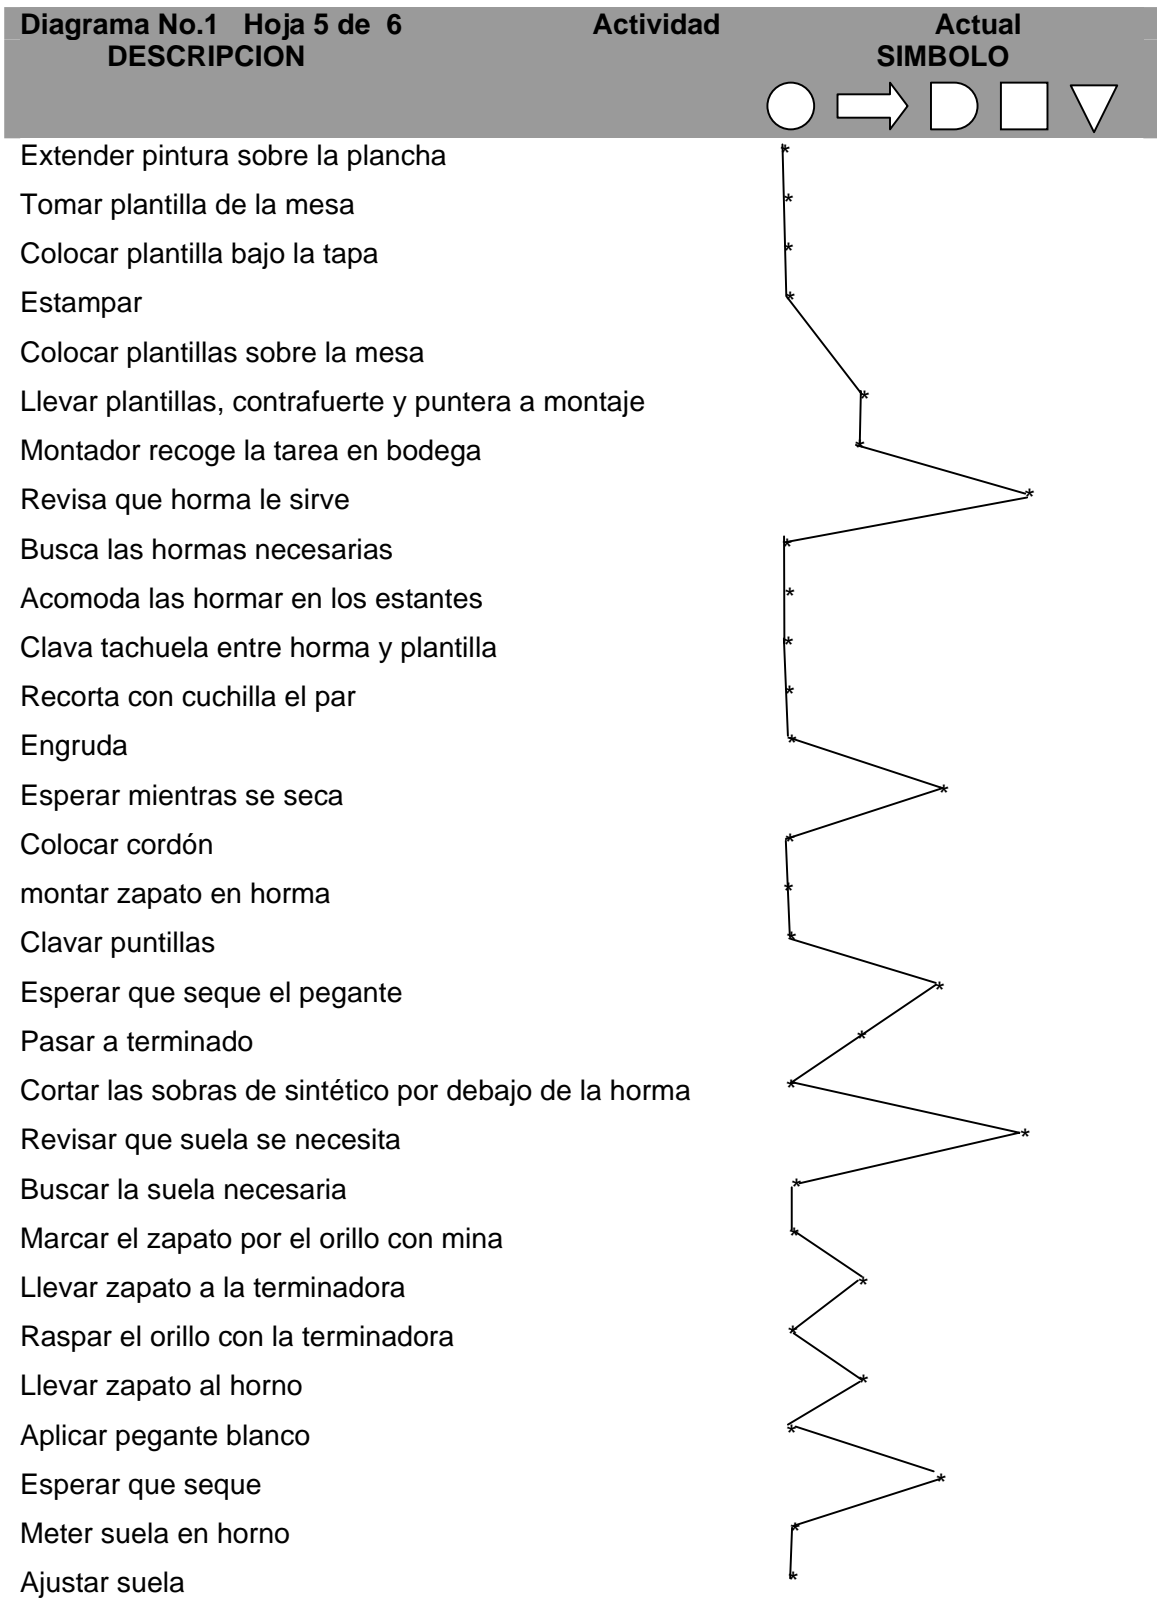 Diagrama No.1 Hoja 5 de 6 Actividad Actual
DESCRIPCION SIMBOLO
Extender pintura sobre la plancha *
Tomar plantilla de la mesa *
Colocar plantilla bajo la tapa *
Estampar *
Colocar plantillas sobre la mesa
Llevar plantillas, contrafuerte y puntera a montaje *
Montador recoge la tarea en bodega *
Revisa que horma le sirve *
Busca las hormas necesarias *
Acomoda las hormar en los estantes *
Clava tachuela entre horma y plantilla *
Recorta con cuchilla el par *
Engruda *
Esperar mientras se seca *
Colocar cordón *
montar zapato en horma *
Clavar puntillas *
Esperar que seque el pegante *
Pasar a terminado *
Cortar las sobras de sintético por debajo de la horma *
Revisar que suela se necesita *
Buscar la suela necesaria *
Marcar el zapato por el orillo con mina *
Llevar zapato a la terminadora *
Raspar el orillo con la terminadora *
Llevar zapato al horno *
Aplicar pegante blanco *
Esperar que seque *
Meter suela en horno *
Ajustar suela *